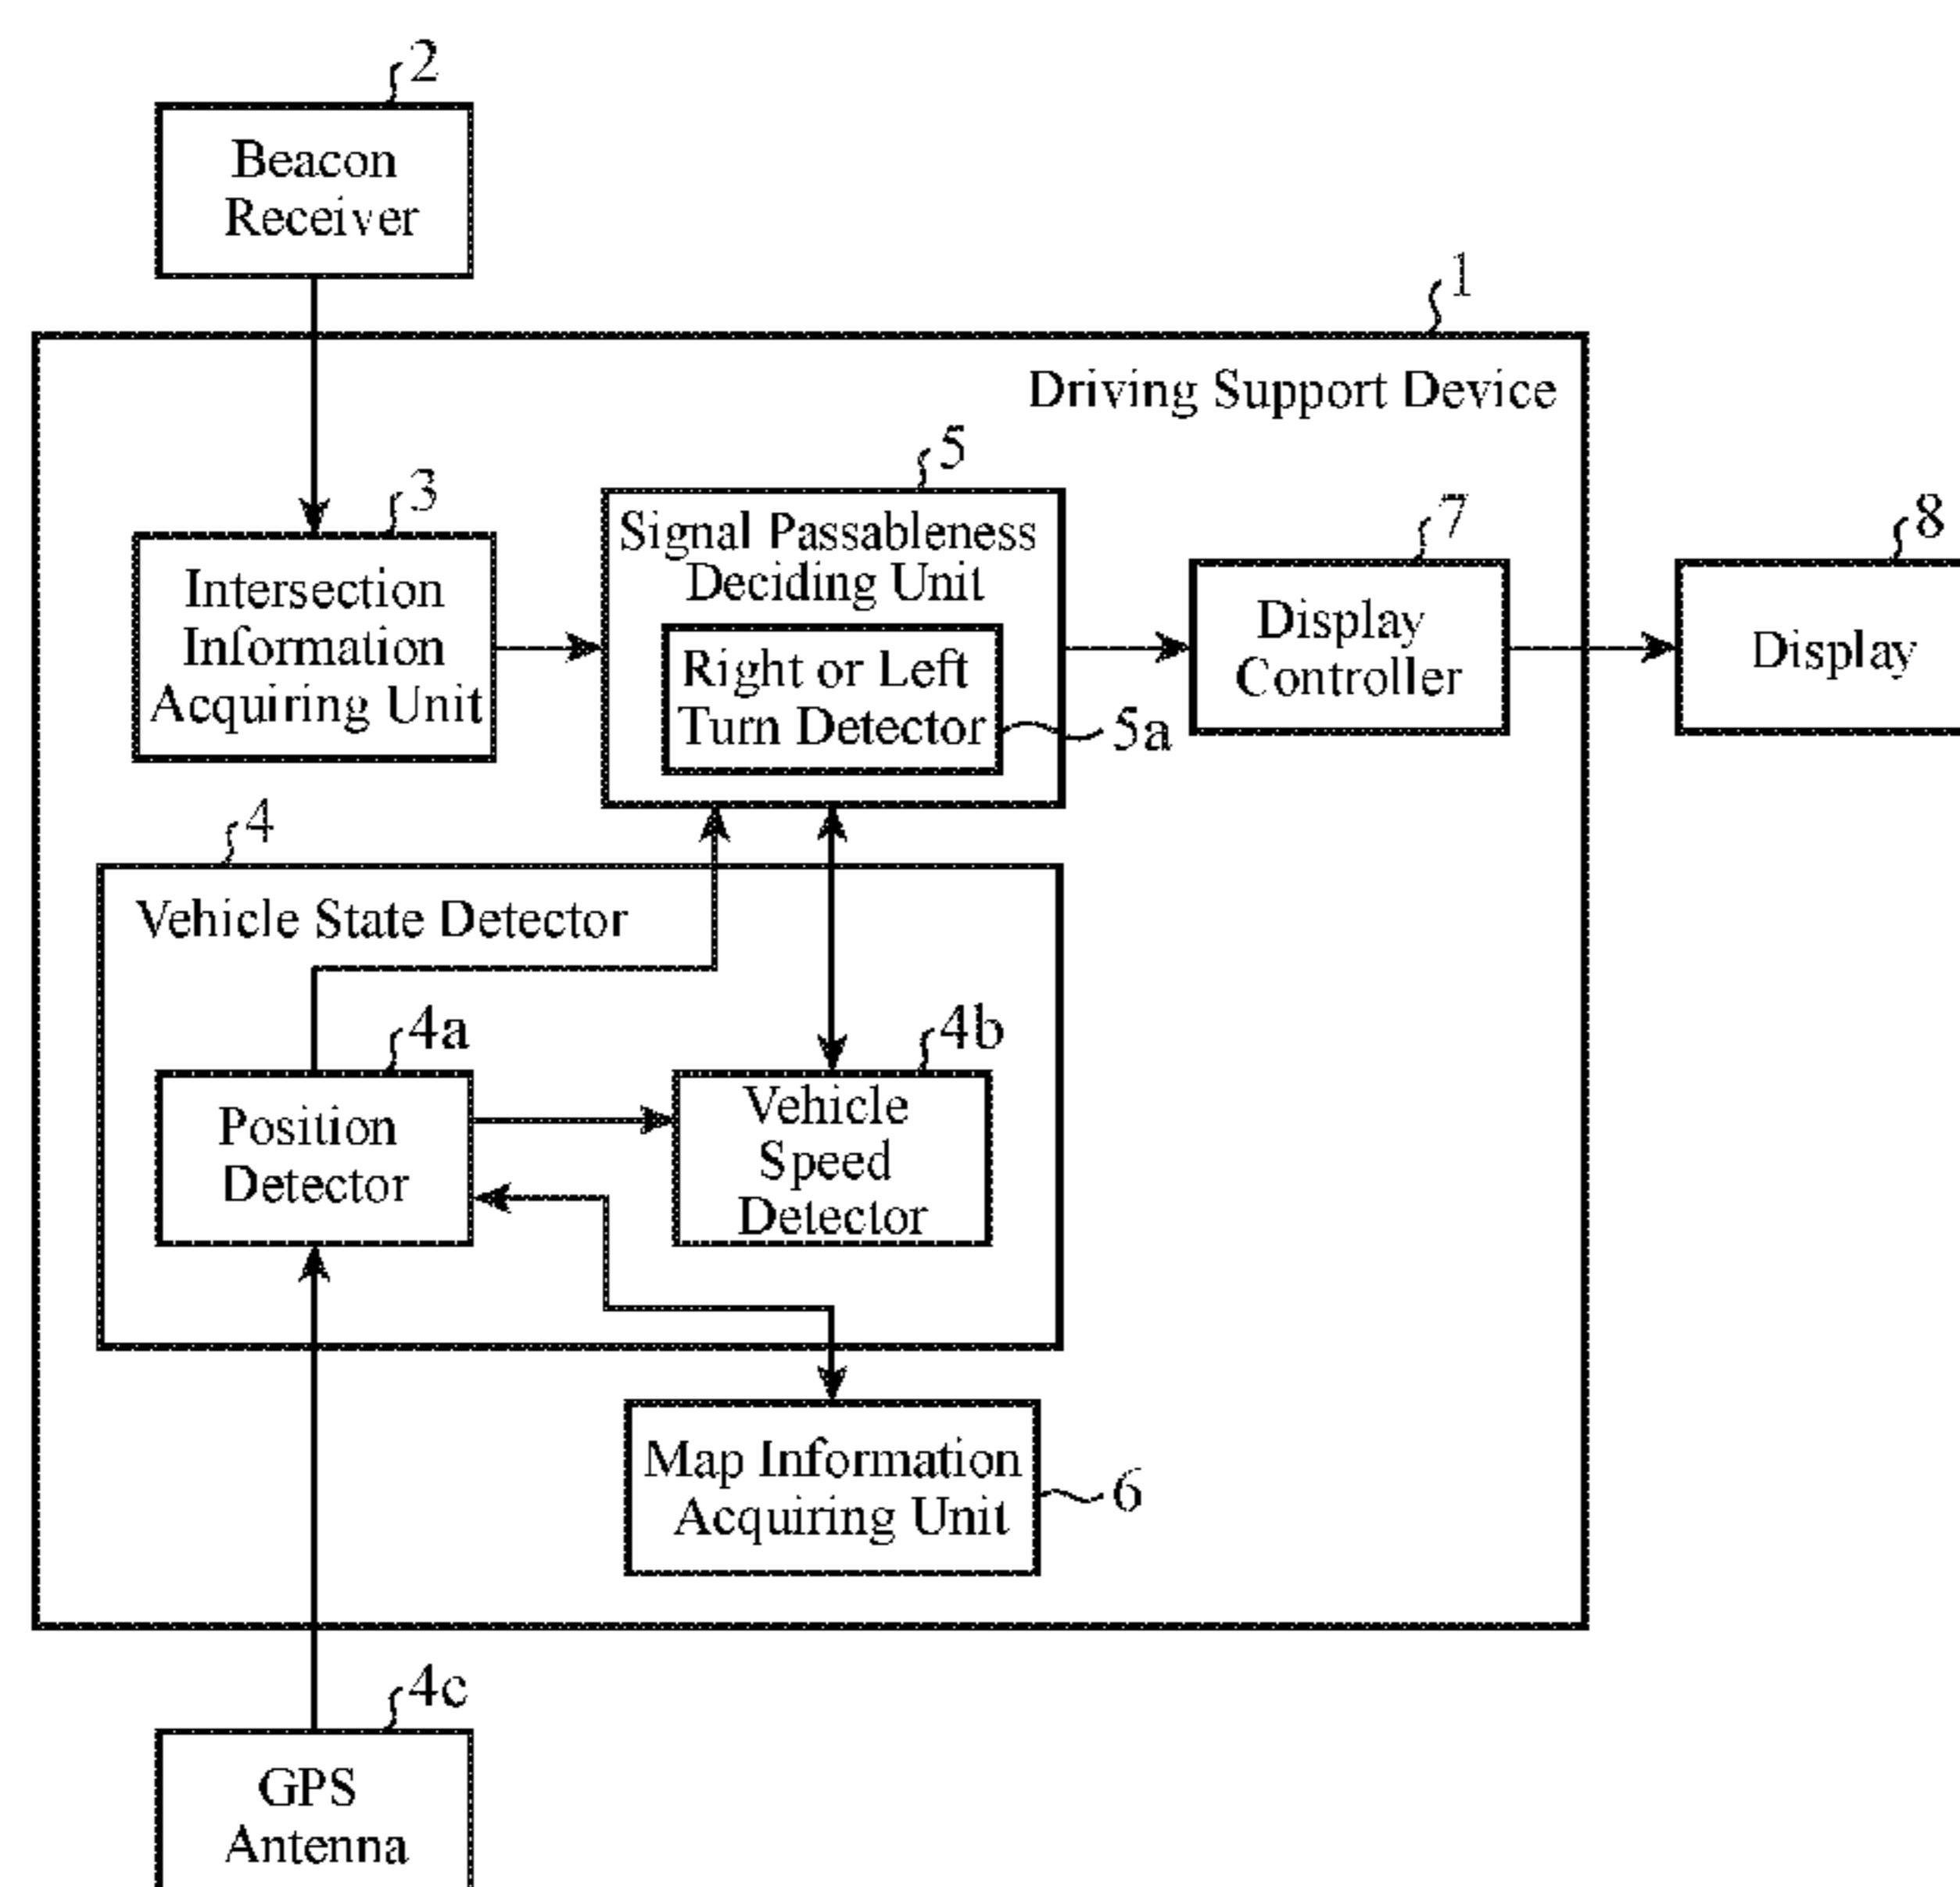 2
Beacon
Receiver
1
Driving Support Device
3
Intersection
Information
Acquiring Unit
5
Signal Passableness
Deciding Unit
Right or Left
Turn Detector
5a
7
Display
Controller
8
Display
4
Vehicle State Detector
4a
Position
Detector
4b
Vehicle
Speed
Detector
Map Information
Acquiring Unit
6
4c
GPS
Antenna